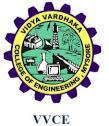 VIDYA VARDHAKA
COLLEGE OF ENGINEERING, MYSORE
VVCE